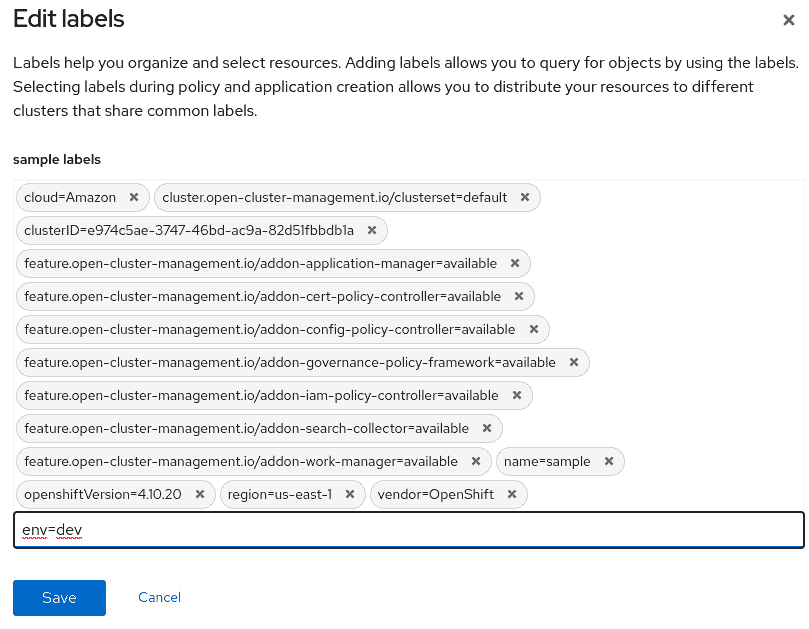 Edit labels
Labels help you organize and select resources. Adding labels allows you to query for objects by using the labels.
Selecting labels during policy and application creation allows you to distribute your resources to different
clusters that share common labels.
sample labels
cloud=Amazon cluster.open-cluster-management.io/clusterset=default
clusterID=e974c5ae-3747-46bd-ac9a-82d51fbbdb1a
feature.open-cluster-management.io/addon-application-manager=available
feature.open-cluster-management.io/addon-cert-policy-controller=available
feature.open-cluster-management.io/addon-config-policy-controller=available
feature.open-cluster-management.io/addon-governance-policy-framework=available
feature.open-cluster-management.io/addon-iam-policy-controller=available
feature.open-cluster-management.io/addon-search-collector=available
feature.open-cluster-management.io/addon-work-manager=available name=sample
openshiftVersion=4.10.20 region=us-east-1 vendor=OpenShift
env=dev
Save Cancel